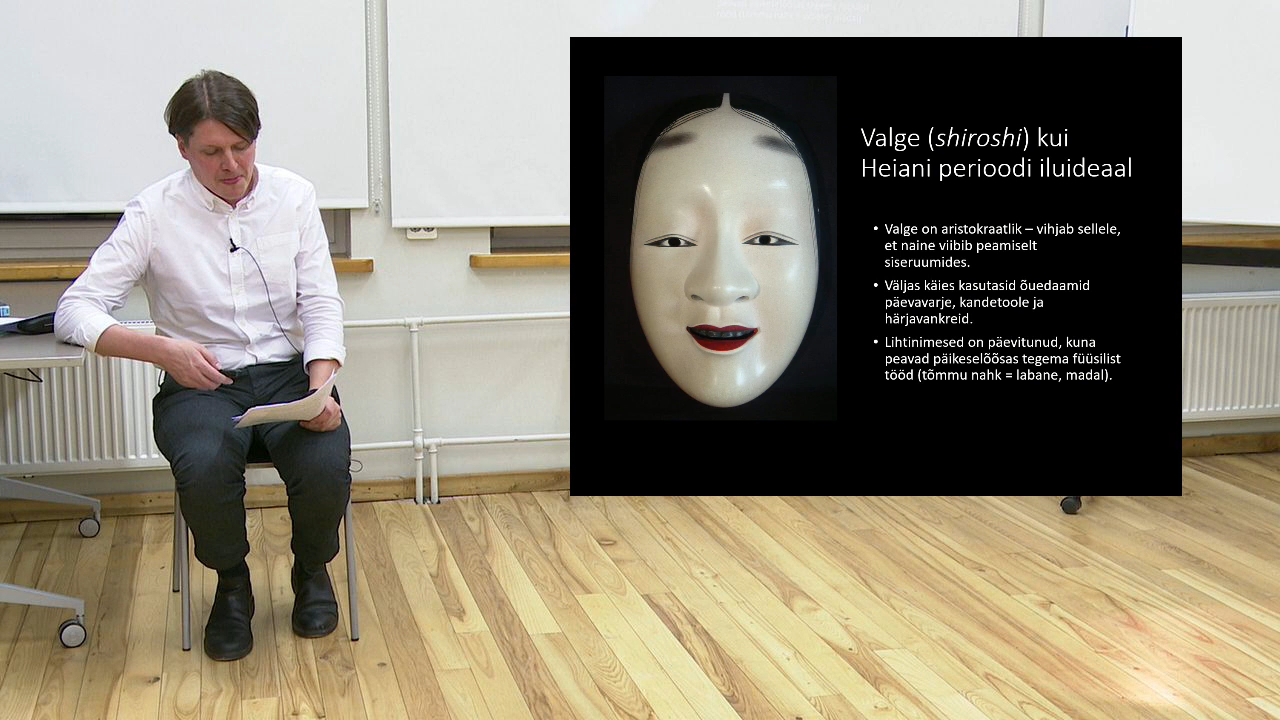 Valge (shiroshi) kui
Heiani perioodi iluideaal
• Valge on aristokraatlik – vihjab sellele,
et naine viibib peamiselt
siseruumides.
• Väljas käies kasutasid õuedaamid
päevavarje, kandetoole ja
härjavankreid.
• Lihtinimesed on päevitunud, kuna
peavad päikeselõõsas tegema füüsilist
tööd (tõmmu nahk = labane, madal).